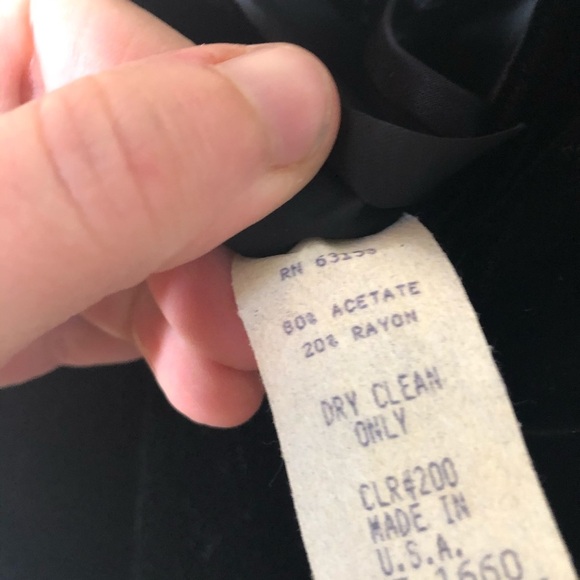 RN
80% ACETATE
20% RAYON
DRY CLEAN
ONLY
CLR#200
MADE IN
U.S.A.
1660